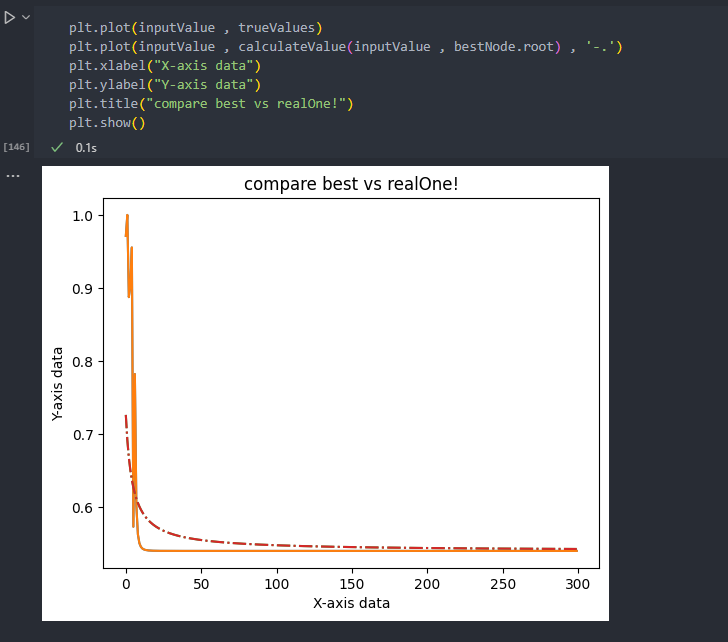 plt.plot(inputValue , trueValues)
plt.plot(inputValue , calculateValue(inputValue , bestNode.root) , '-.')
plt.xlabel("X-axis data")
plt.ylabel("Y-axis data")
plt.title("compare best vs realOne!")
plt.show()
[146]
0.1s
...
compare best vs realOne!
1.0
0.9
0.8
0.7
0.6
Y-axis data
0 50 100 150 200 250 300
X-axis data